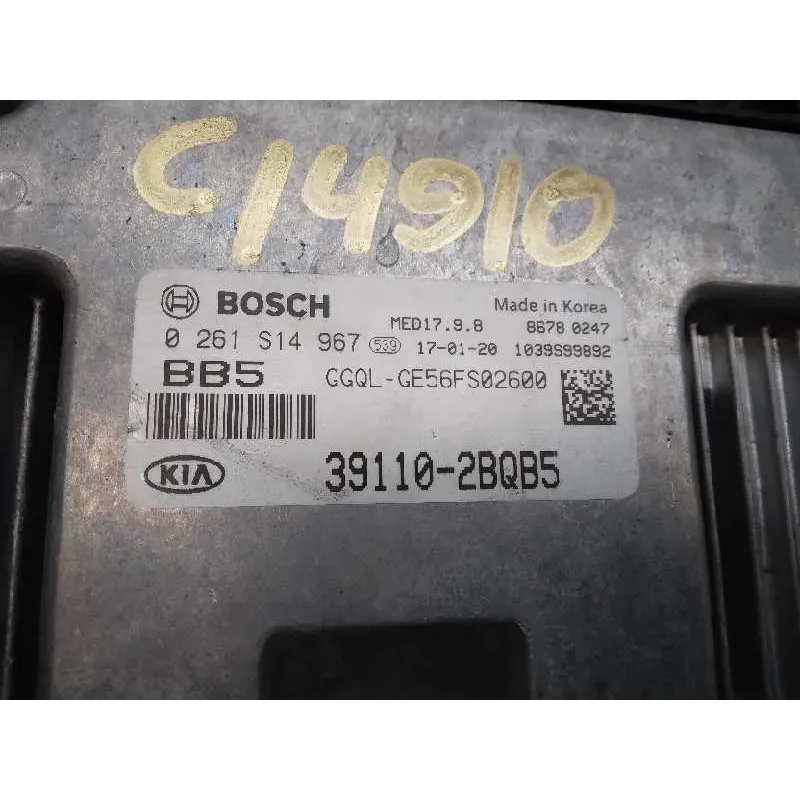 C14910
BOSCH
Made in Korea
MED17.9.8 8678 0247
0 261 S14 967 539 17-01-20 1039S99892
BB5 GGQL-GE56FS02600
KIA 39110-2BQB5